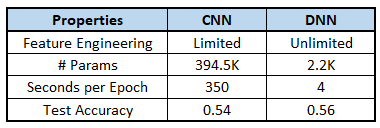 Properties CNN DNN
Feature Engineering Limited Unlimited
# Params 394.5K 2.2K
Seconds per Epoch 350 4
Test Accuracy 0.54 0.56